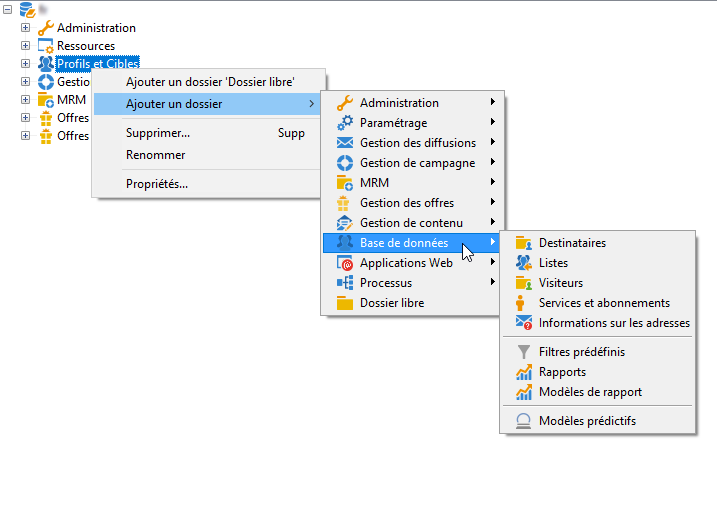 Administration
Ressources
Profils et Cibles
Gestio
MRM
Offres
Offres
Ajouter un dossier 'Dossier libre'
Ajouter un dossier
Supprimer... Supp
Renommer
Propriétés...
Administration
Paramétrage
Gestion des diffusions
Gestion de campagne
MRM
Gestion des offres
Gestion de contenu
Base de données
Applications Web
Processus
Dossier libre
Destinataires
Listes
Visiteurs
Services et abonnements
Informations sur les adresses
Filtres prédéfinis
Rapports
Modèles de rapport
Modèles prédictifs